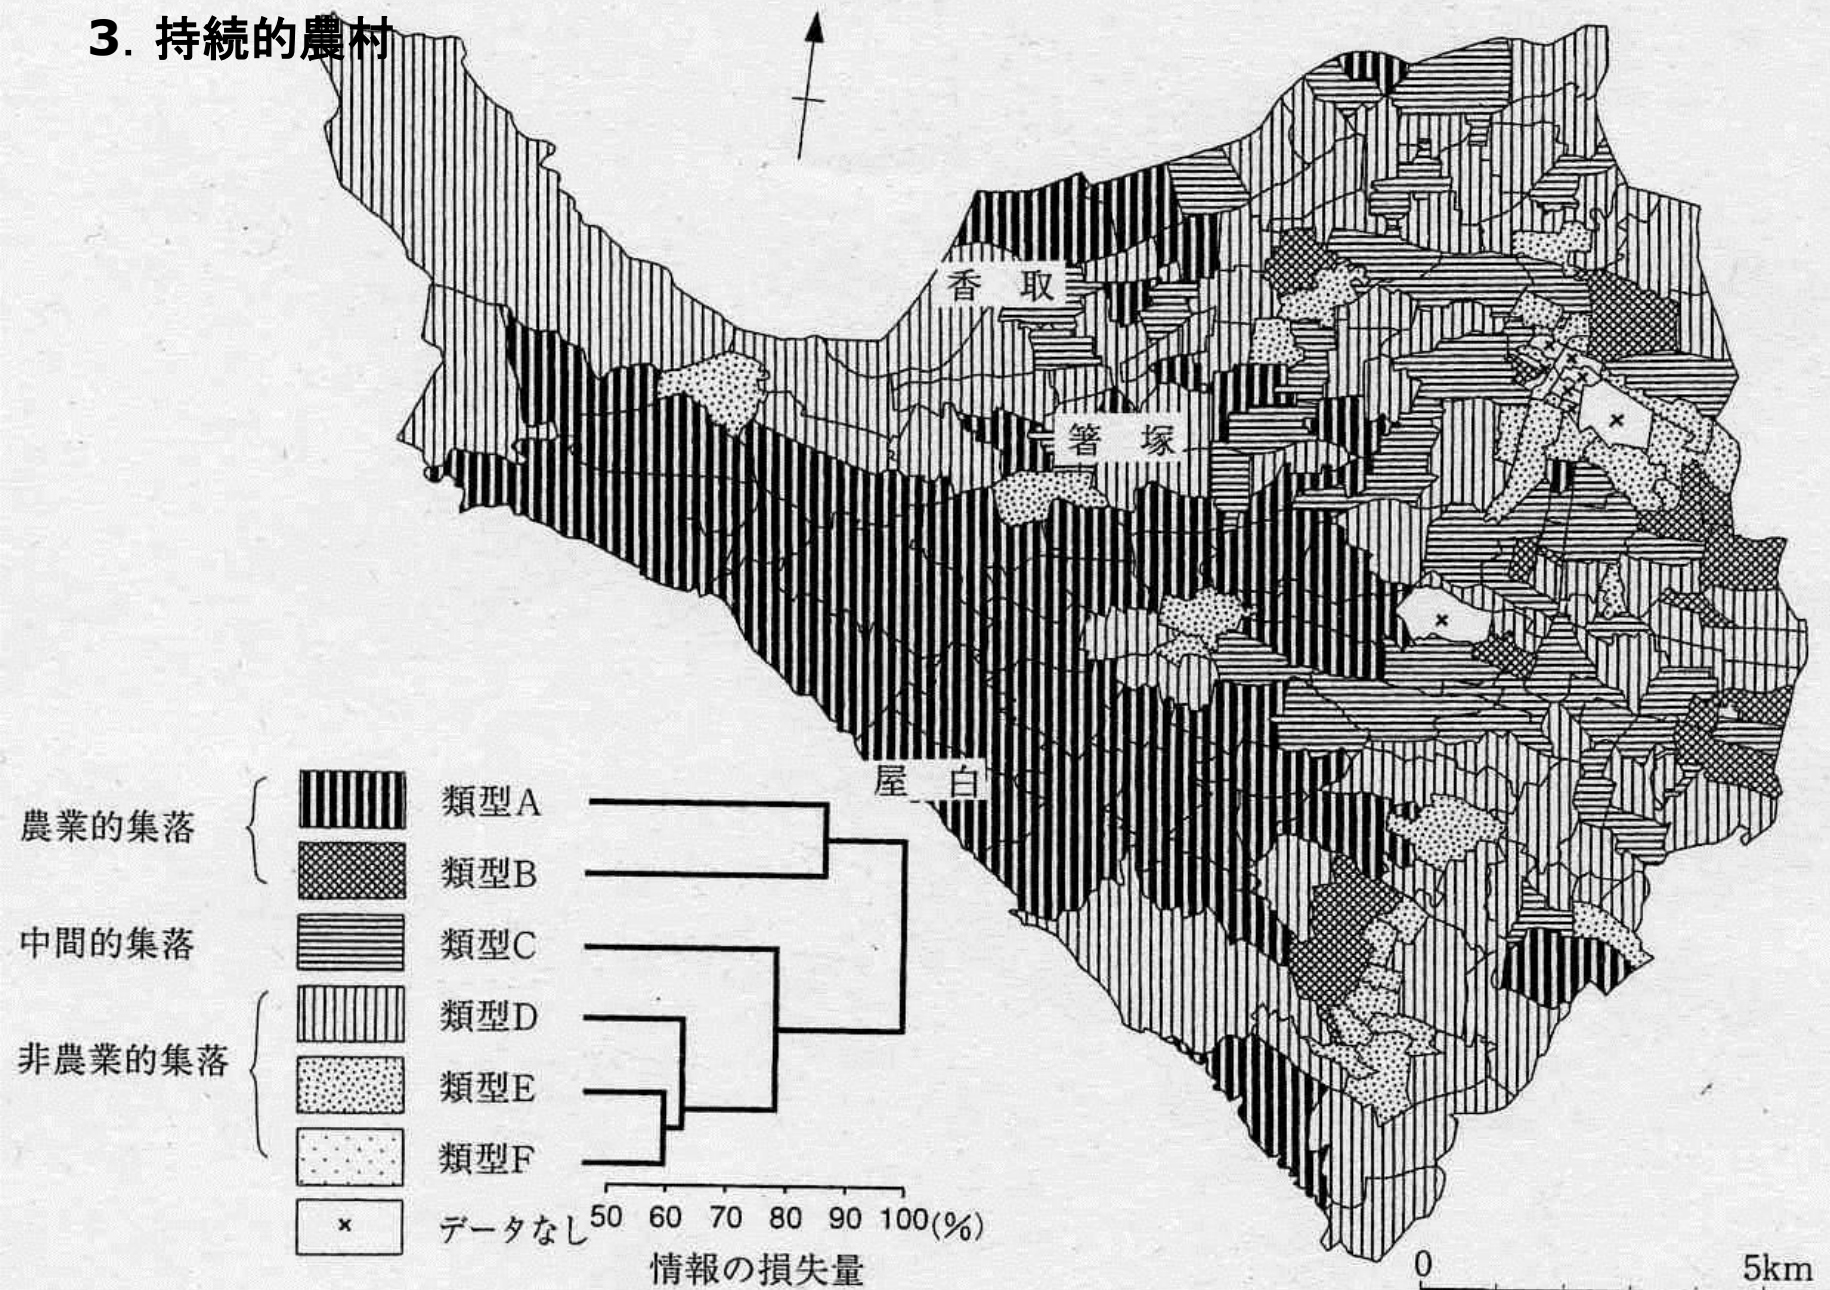 3. 持続的農村
香取
箸塚
屋白
農業的集落
類型A
類型B
中間的集落
類型C
非農業的集落
類型D
類型E
類型F
× データなし
50 60 70 80 90 100(%)
情報の損失量
0 5km